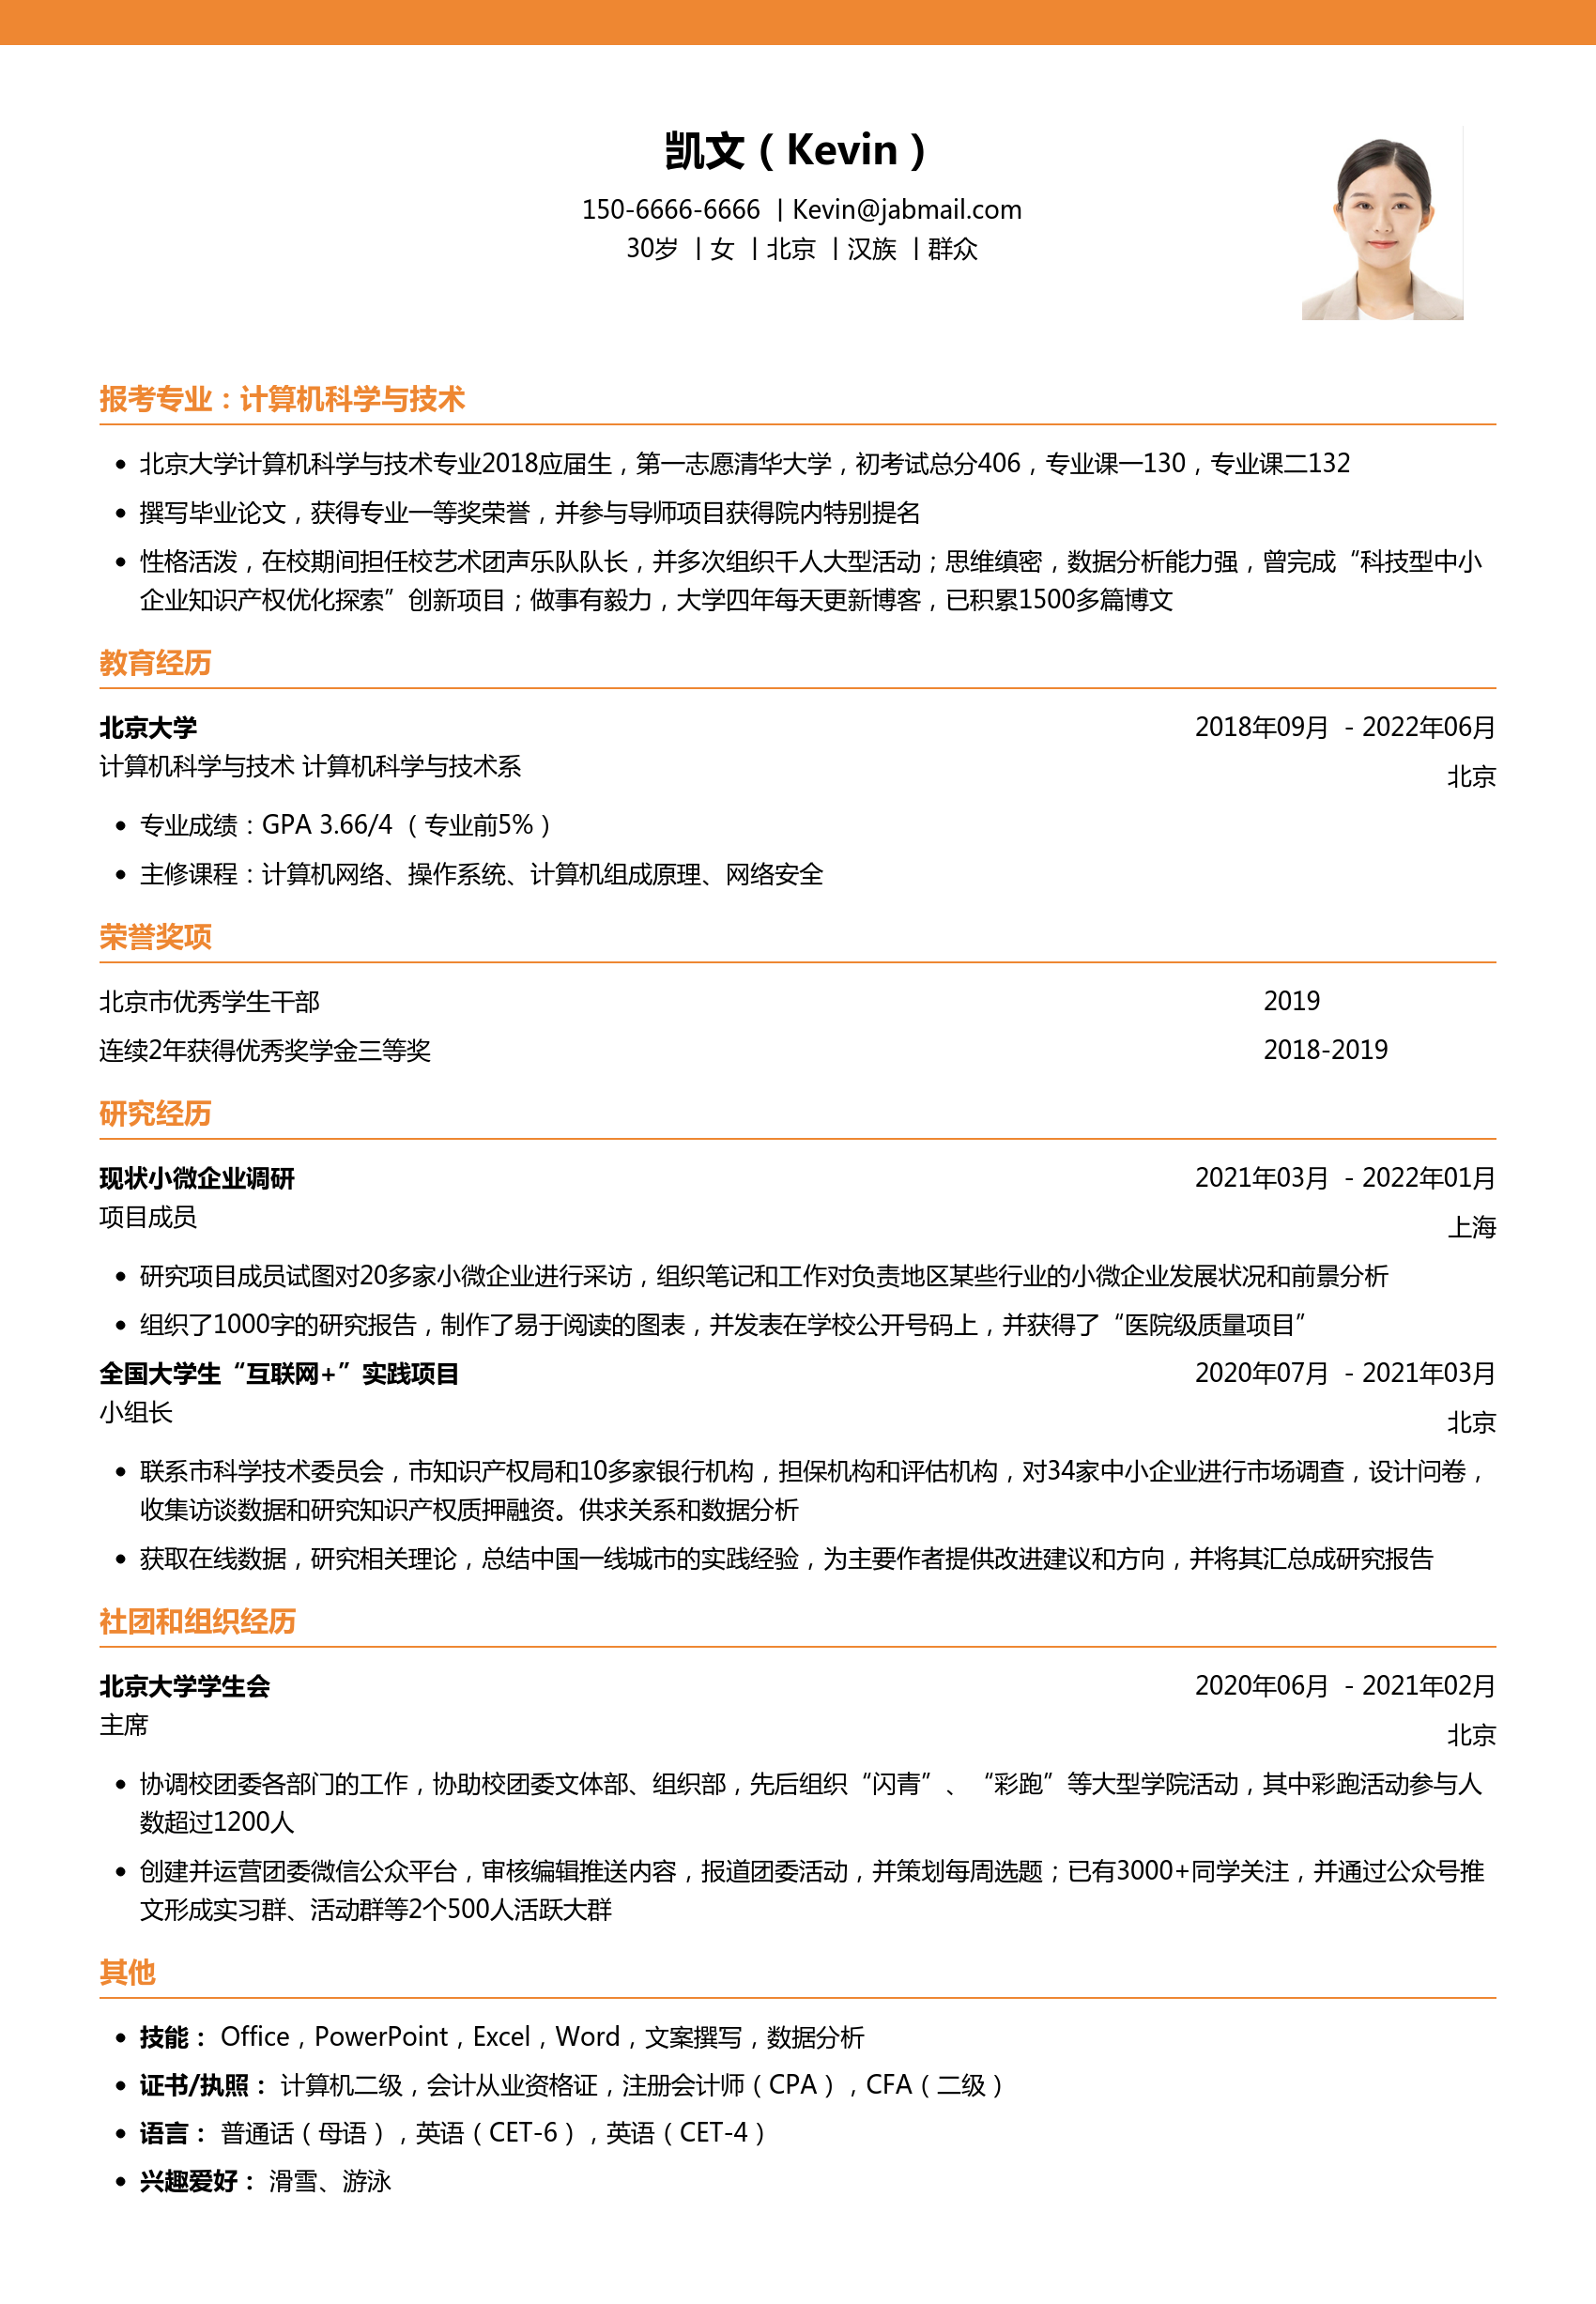 凯文（Kevin）
150-6666-6666 | Kevin@jabmail.com
30岁 | 女 | 北京 | 汉族 | 群众
报考专业：计算机科学与技术
北京大学计算机科学与技术专业2018应届生，第一志愿清华大学，初考试总分406，专业课一130，专业课二132
撰写毕业论文，获得专业一等奖荣誉，并参与导师项目获得院内特别提名
性格活泼，在校期间担任校艺术团声乐队队长，并多次组织千人大型活动；思维缜密，数据分析能力强，曾完成“科技型中小
企业知识产权优化探索”创新项目；做事有毅力，大学四年每天更新博客，已积累1500多篇博文
教育经历
北京大学 2018年09月 - 2022年06月
计算机科学与技术 计算机科学与技术系
北京
专业成绩：GPA 3.66/4（专业前5%）
主修课程：计算机网络、操作系统、计算机组成原理、网络安全
荣誉奖项
北京市优秀学生干部 2019
连续2年获得优秀奖学金三等奖 2018-2019
研究经历
现状小微企业调研 2021年03月 - 2022年01月
项目成员
上海
研究项目成员试图对20多家小微企业进行采访，组织笔记和工作对负责地区某些行业的小微企业发展状况和前景分析
组织了1000字的研究报告，制作了易于阅读的图表，并发表在学校公开号码上，并获得了“医院级质量项目”
全国大学生“互联网+”实践项目 2020年07月 - 2021年03月
小组长
北京
联系市科学技术委员会，市知识产权局和10多家银行机构，担保机构和评估机构，对34家中小企业进行市场调查，设计问卷，
收集访谈数据和研究知识产权质押融资。供求关系和数据分析
获取在线数据，研究相关理论，总结中国一线城市的实践经验，为主要作者提供改进建议和方向，并将其汇总成研究报告
社团和组织经历
北京大学学生会 2020年06月 - 2021年02月
主席
北京
协调校团委各部门的工作，协助校团委文体部、组织部，先后组织“闪青”、“彩跑”等大型学院活动，其中彩跑活动参与人
数超过1200人
创建并运营团委微信公众平台，审核编辑推送内容，报道团委活动，并策划每周选题；已有3000+同学关注，并通过公众号推
文形成实习群、活动群等2个500人活跃大群
其他
技能： Office，PowerPoint，Excel，Word，文案撰写，数据分析
证书/执照： 计算机二级，会计从业资格证，注册会计师（CPA），CFA（二级）
语言： 普通话（母语），英语（CET-6），英语（CET-4）
兴趣爱好： 滑雪、游泳